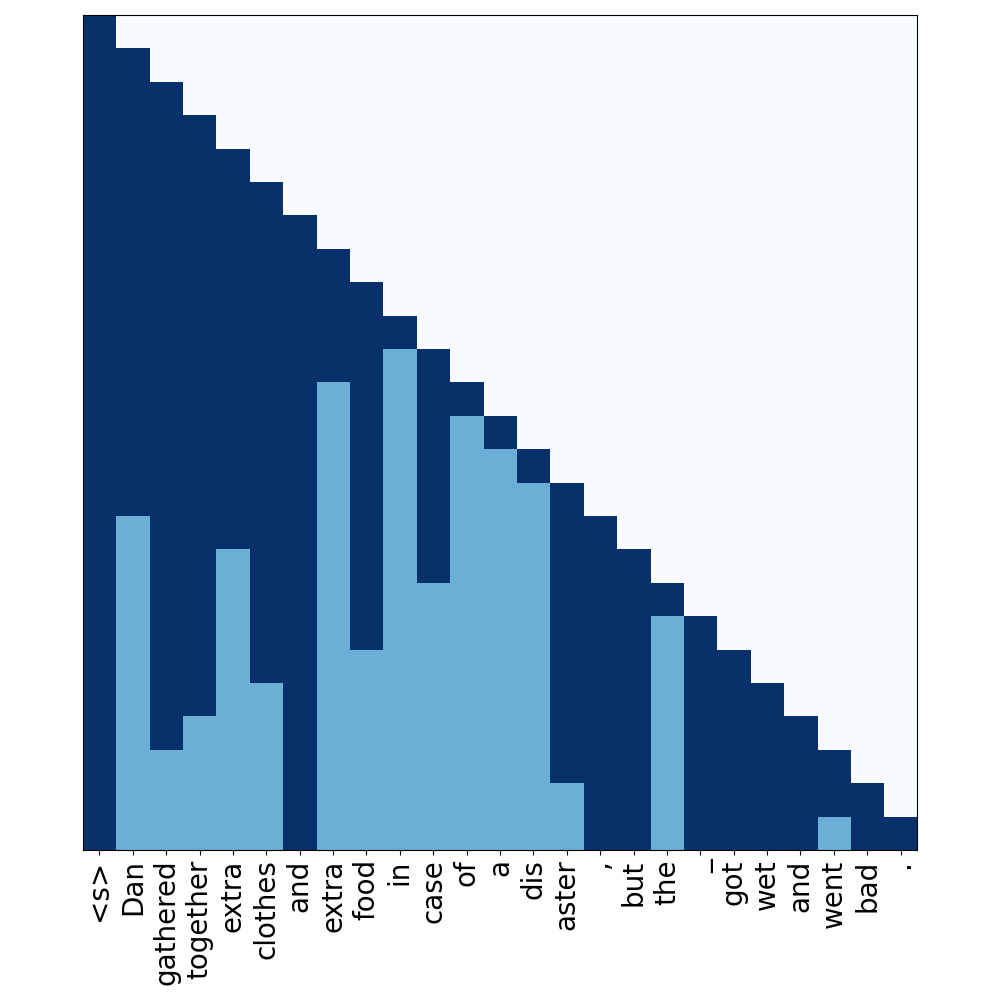 <s> Dan gathered together extra clothes and extra food in case of a dis aster , but the _ got wet and went bad .